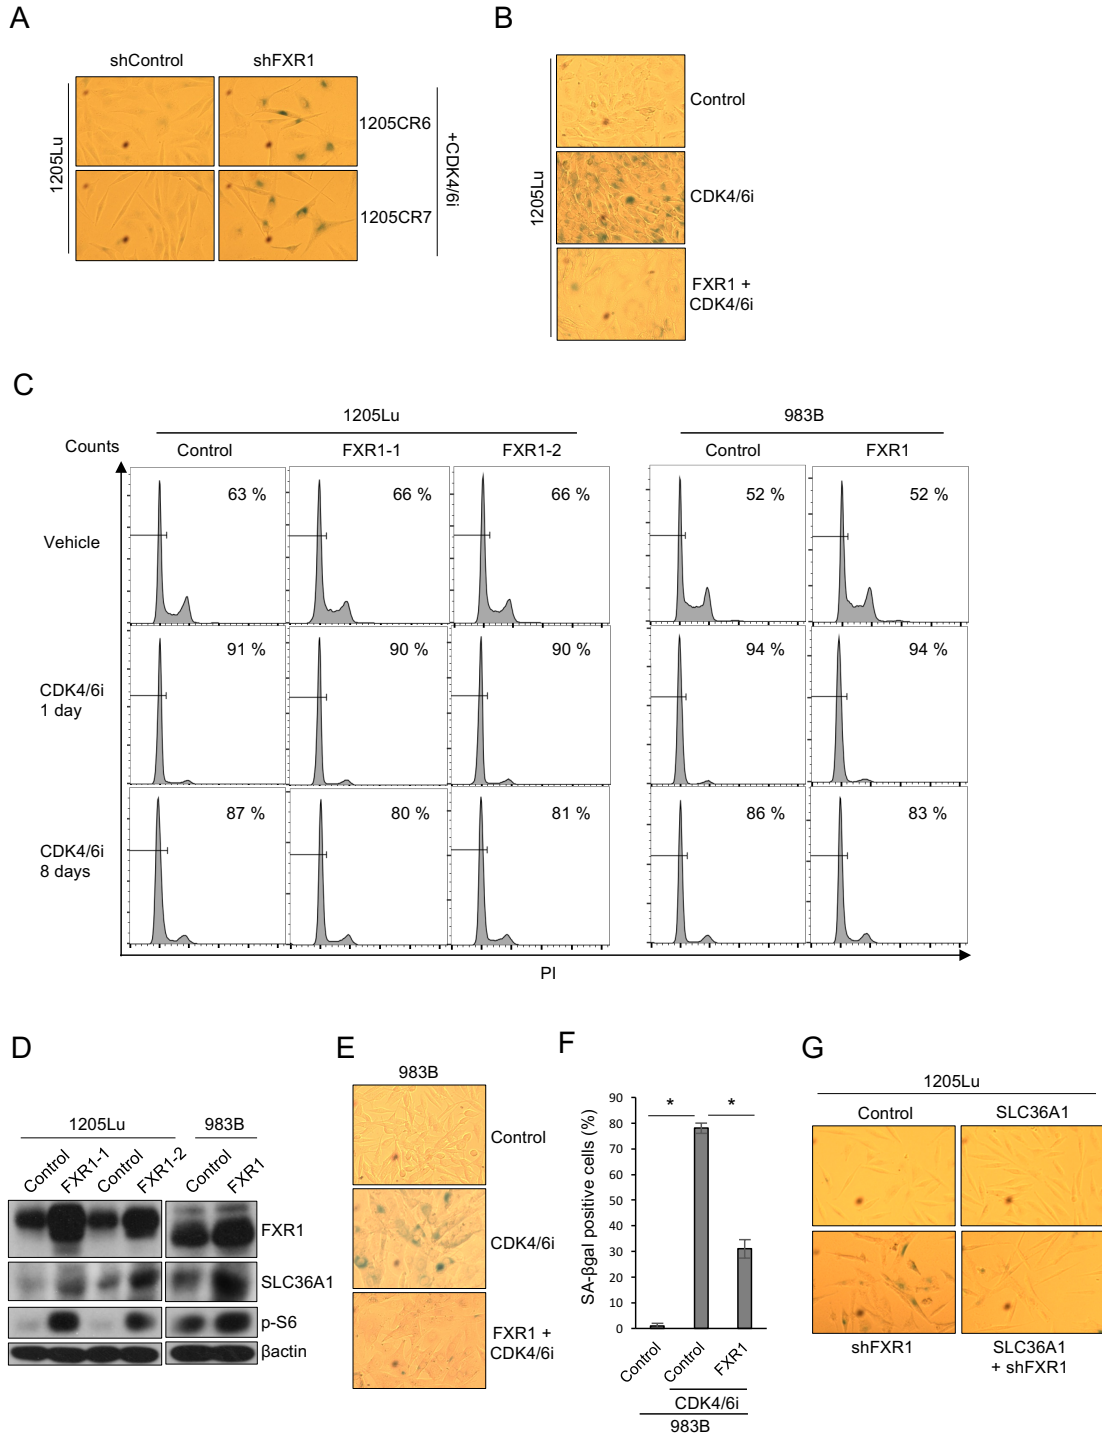 A
shControl
shFXR1
1205Lu
1205CR6
1205CR7
+CDK4/6i
B
1205Lu
Control
CDK4/6i
FXR1 +
CDK4/6i
C
1205Lu
983B
Counts
Control
FXR1-1
FXR1-2
Control
FXR1
Vehicle
63 %
66 %
66 %
52 %
52 %
CDK4/6i
1 day
91 %
90 %
90 %
94 %
94 %
CDK4/6i
8 days
87 %
80 %
81 %
86 %
83 %
PI
D
1205Lu
983B
Control
FXR1-1
Control
FXR1-2
Control
FXR1
FXR1
SLC36A1
p-S6
βactin
E
983B
Control
CDK4/6i
FXR1 +
CDK4/6i
F
SA-βgal positive cells (%)
90
80
70
60
50
40
30
20
10
0
*
*
Control
Control
FXR1
CDK4/6i
983B
G
1205Lu
Control
SLC36A1
shFXR1
SLC36A1
+ shFXR1